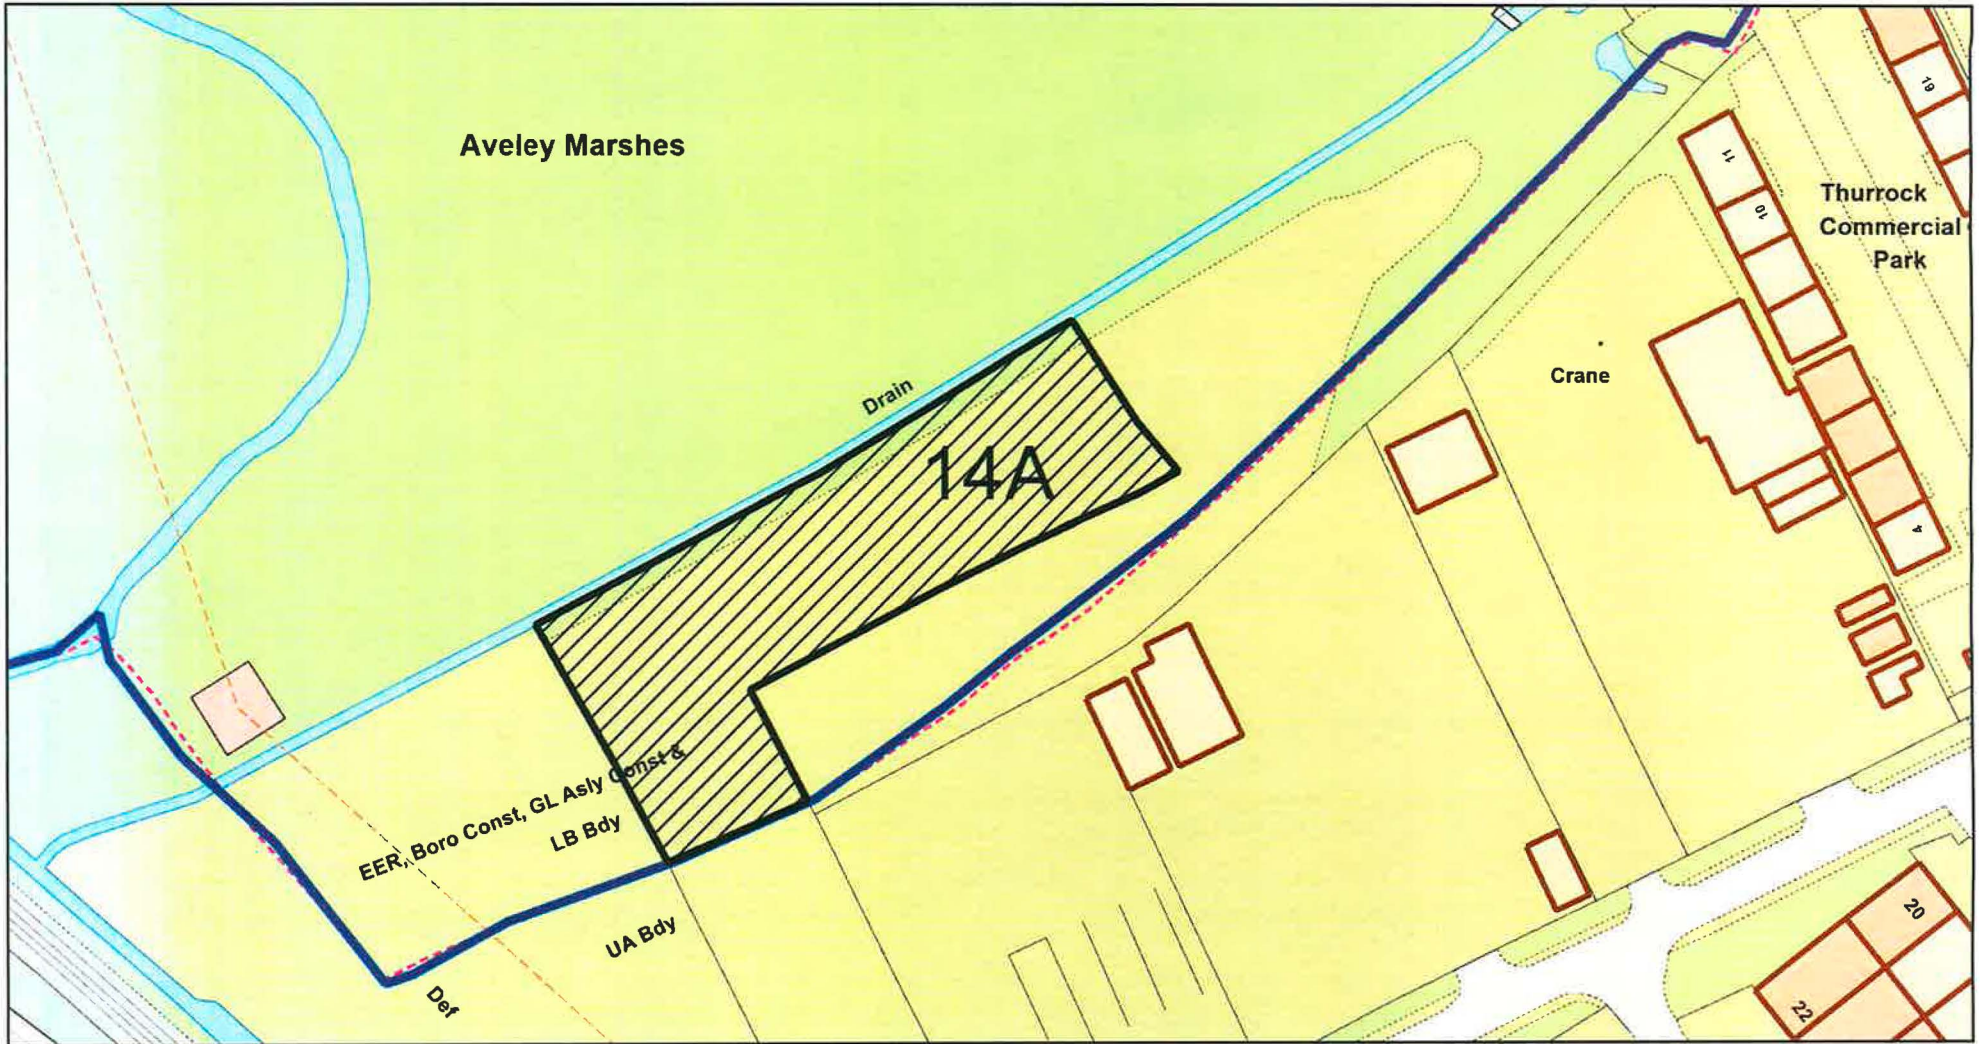 19
Aveley Marshes
11
Thurrock
10
Commercial
Park
Crane
Drain
14A
4
EER, Boro Const, GL Asly Const &
LB Bdy
UA Bdy
20
Def
22